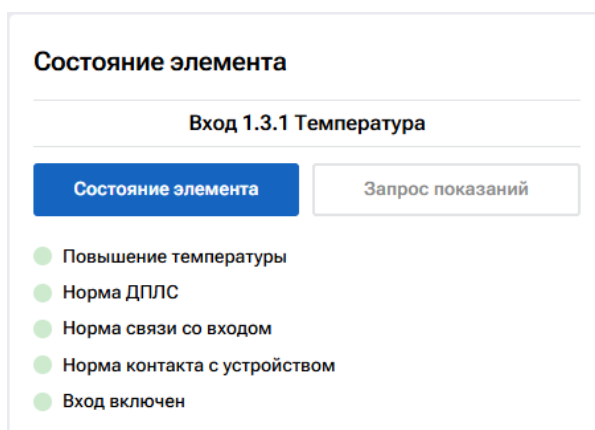 Состояние элемента
Вход 1.3.1 Температура
Состояние элемента Запрос показаний
Повышение температуры
Норма ДПЛС
Норма связи со входом
Норма контакта с устройством
Вход включен